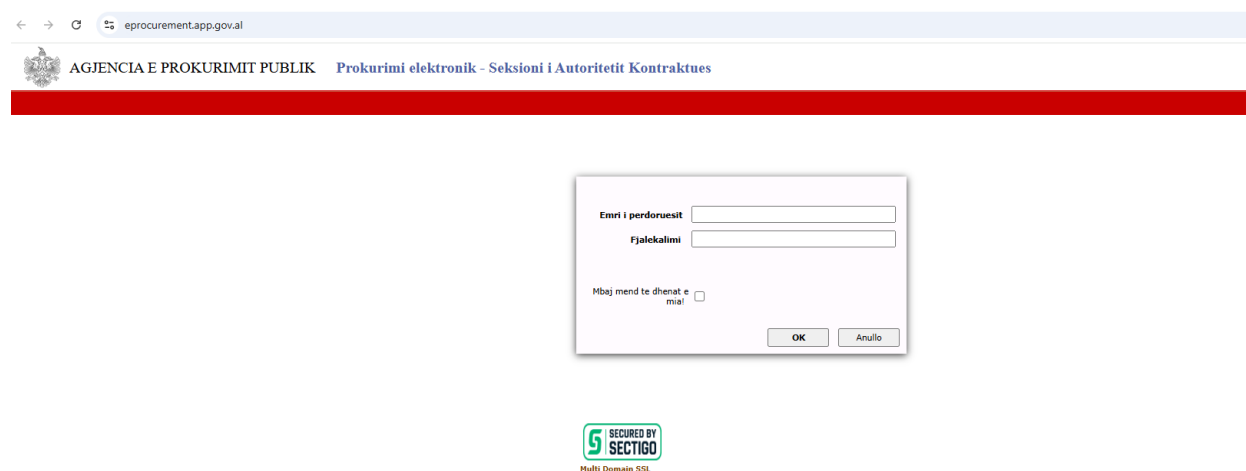 eprocurement.app.gov.al
AGJENCIA E PROKURIMIT PUBLIK Prokurimi elektronik - Seksioni i Autoritetit Kontraktues
Emri i perdoruesit
Fjalekalimi
Mbaj mend te dhenat e
mia!
OK Anullo
SECURED BY
SECTIGO
Multi Domain SSL